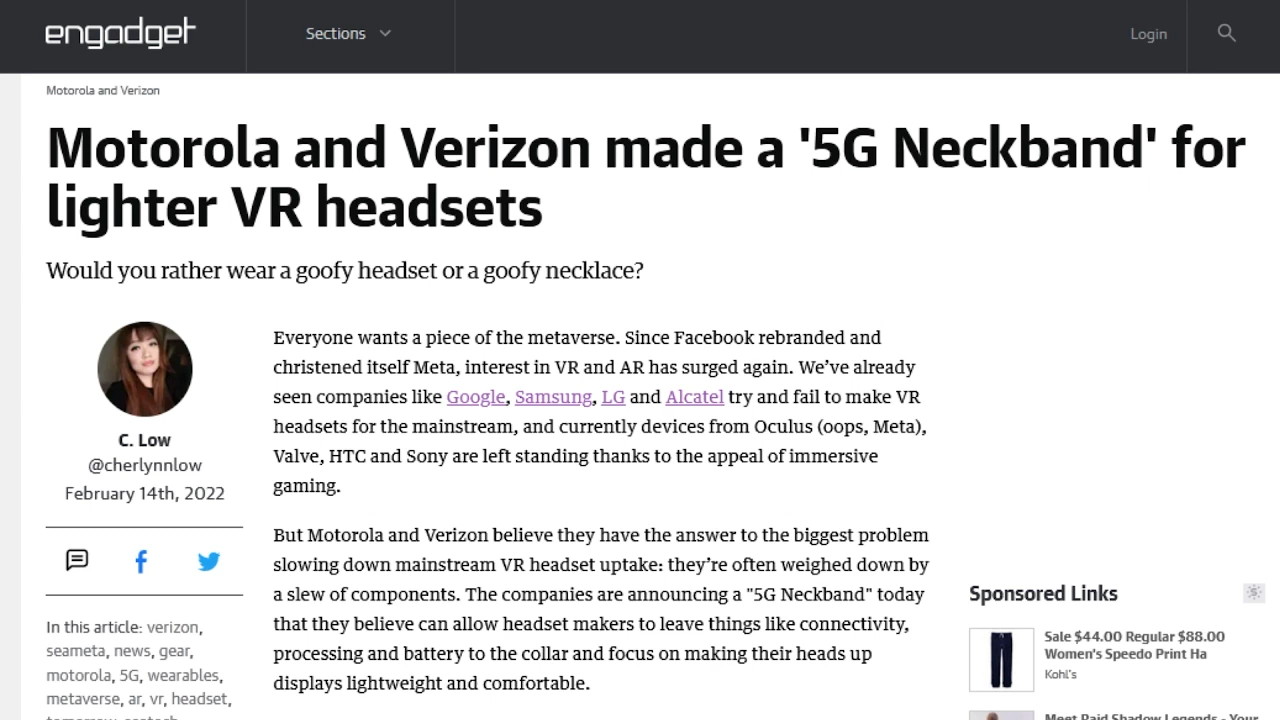 engadget
Sections
Login
Motorola and Verizon
Motorola and Verizon made a '5G Neckband' for
lighter VR headsets
Would you rather wear a goofy headset or a goofy necklace?
C. Low
@cherlynnlow
February 14th, 2022
In this article: verizon,
seameta, news, gear,
motorola, 5G, wearables,
metaverse, ar, vr, headset,
Everyone wants a piece of the metaverse. Since Facebook rebranded and
christened itself Meta, interest in VR and AR has surged again. We’ve already
seen companies like Google, Samsung, LG and Alcatel try and fail to make VR
headsets for the mainstream, and currently devices from Oculus (oops, Meta),
Valve, HTC and Sony are left standing thanks to the appeal of immersive
gaming.
But Motorola and Verizon believe they have the answer to the biggest problem
slowing down mainstream VR headset uptake: they’re often weighed down by
a slew of components. The companies are announcing a "5G Neckband" today
that they believe can allow headset makers to leave things like connectivity,
processing and battery to the collar and focus on making their heads up
displays lightweight and comfortable.
Sponsored Links
Sale $44.00 Regular $88.00
Women's Speedo Print Ha
Kohl's
Meet Raid Shadow Legends - Your